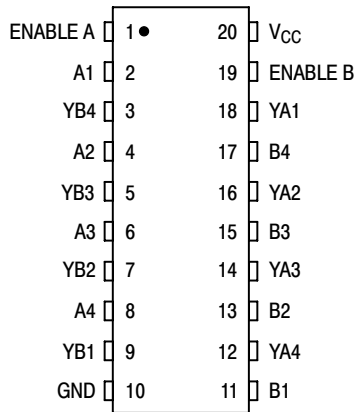 ENABLE A 1 20 VCC
A1 2 19 ENABLE B
YB4 3 18 YA1
A2 4 17 B4
YB3 5 16 YA2
A3 6 15 B3
YB2 7 14 YA3
A4 8 13 B2
YB1 9 12 YA4
GND 10 11 B1